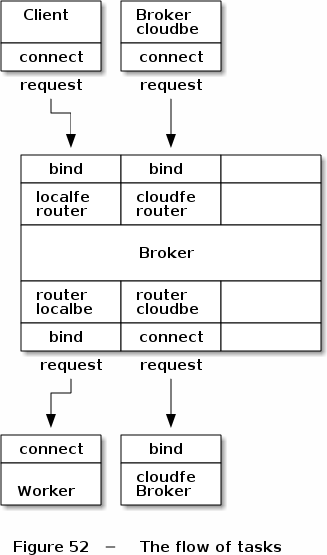 Client
Broker
cloudbe
connect
connect
request
request
bind
bind
localfe
router
cloudfe
router
Broker
router
localbe
router
cloudbe
bind
connect
request
request
connect
bind
Worker
cloudfe
Broker
Figure 52 – The flow of tasks